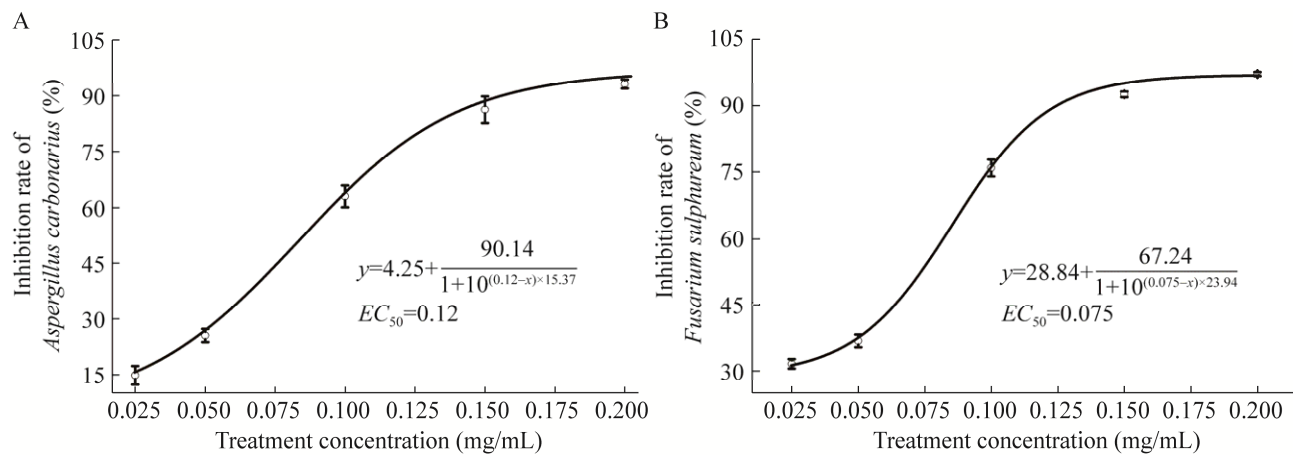 A
Inhibition rate of
Aspergillus carbonarius (%)
105
90
75
60
45
30
15
y=4.25+90.14/1+10^(0.12−x)×15.37
EC50=0.12
0.025 0.050 0.075 0.100 0.125 0.150 0.175 0.200
Treatment concentration (mg/mL)
B
Inhibition rate of
Fusarium sulphureum (%)
105
90
75
60
45
30
y=28.84+67.24/1+10^(0.075−x)×23.94
EC50=0.075
0.025 0.050 0.075 0.100 0.125 0.150 0.175 0.200
Treatment concentration (mg/mL)